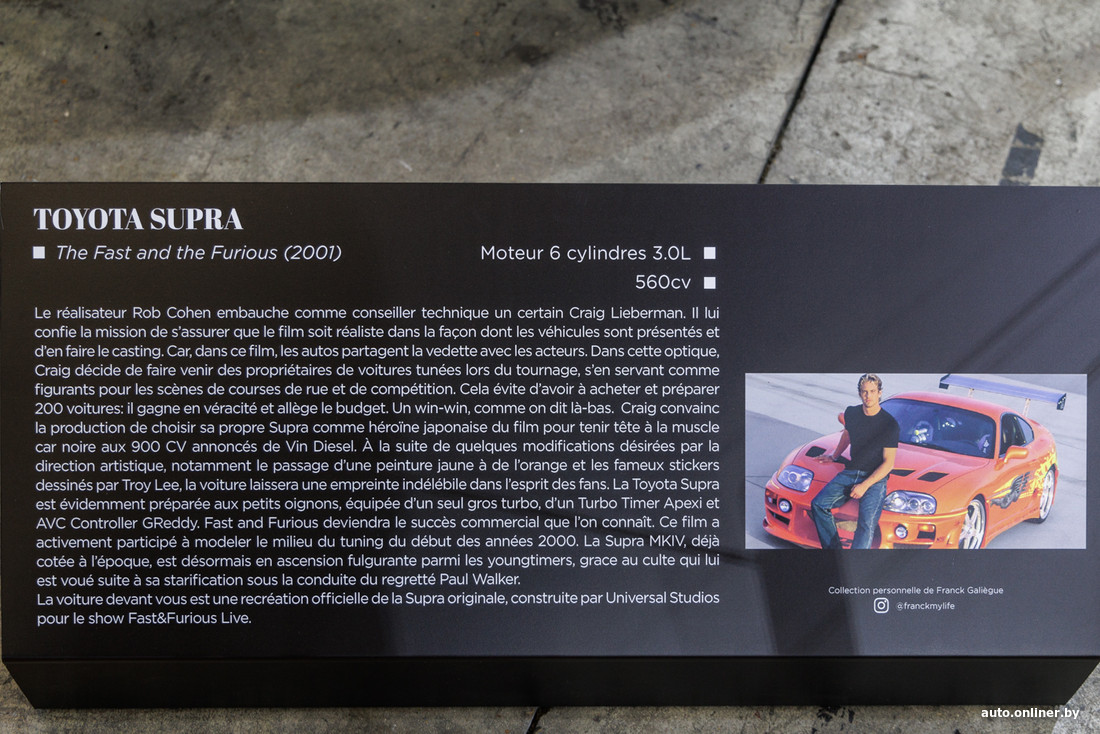 TOYOTA SUPRA
The Fast and the Furious (2001)
Moteur 6 cylindres 3.0L
560cv
Le réalisateur Rob Cohen embauche comme conseiller technique un certain Craig Lieberman. Il lui
confie la mission de s'assurer que le film soit réaliste dans la façon dont les véhicules sont présentés et
d'en faire le casting. Car, dans ce film, les autos partagent la vedette avec les acteurs. Dans cette optique,
Craig décide de faire venir des propriétaires de voitures tunées lors du tournage, s'en servant comme
figurants pour les scènes de courses de rue et de compétition. Cela évite d'avoir à acheter et préparer
200 voitures: il gagne en véracité et allège le budget. Un win-win, comme on dit là-bas. Craig convainc
la production de choisir sa propre Supra comme héroïne japonaise du film pour tenir tête à la muscle
car noire aux 900 CV annoncés de Vin Diesel. À la suite de quelques modifications désirées par la
direction artistique, notamment le passage d'une peinture jaune à de l'orange et les fameux stickers
dessinés par Troy Lee, la voiture laissera une empreinte indélébile dans l'esprit des fans. La Toyota Supra
est évidemment préparée aux petits oignons, équipée d'un seul gros turbo, d'un Turbo Timer Apexi et
AVC Controller GReddy. Fast and Furious deviendra le succès commercial que l'on connaît. Ce film a
activement participé à modeler le milieu du tuning du début des années 2000. La Supra MKIV, déjà
cotée à l'époque, est désormais en ascension fulgurante parmi les youngtimers, grace au culte qui lui
est voué suite à sa starification sous la conduite du regretté Paul Walker.
La voiture devant vous est une recréation officielle de la Supra originale, construite par Universal Studios
pour le show Fast&Furious Live.
Collection personnelle de Franck Galiègue
@franckmylife
auto.onliner.by